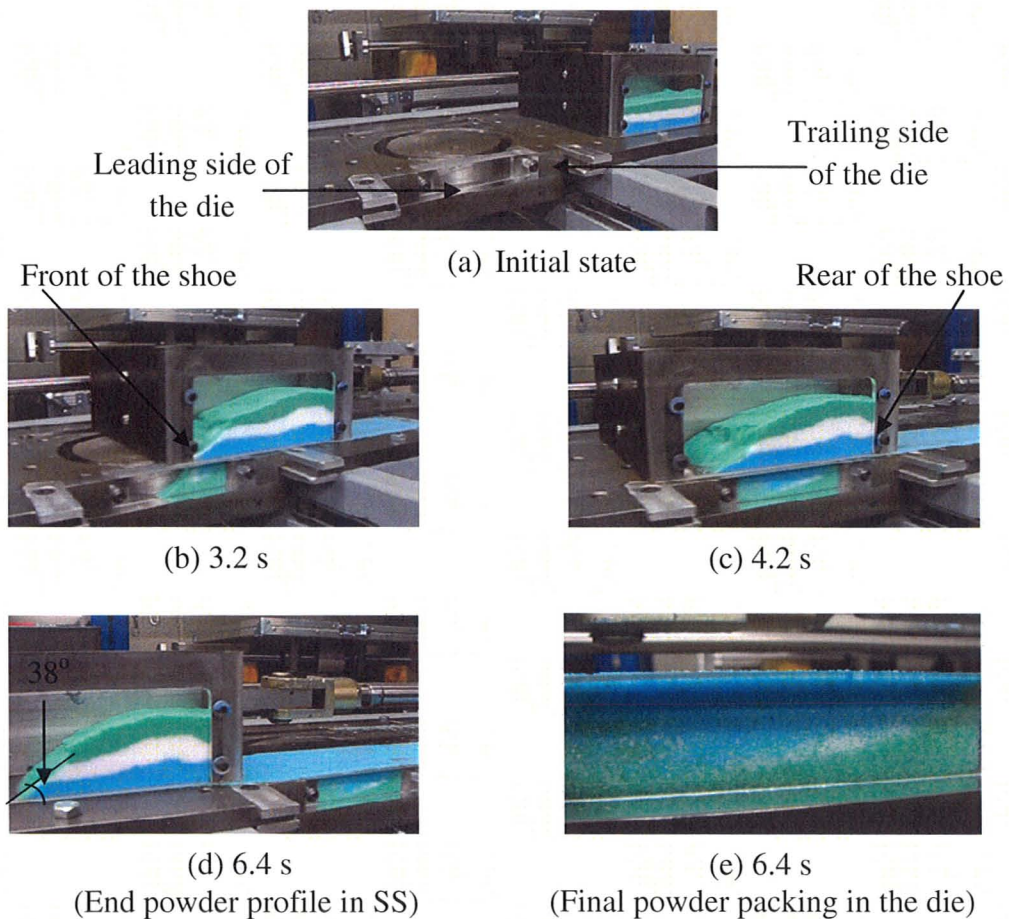 Leading side of
the die
Trailing side
of the die
(a) Initial state
Front of the shoe
Rear of the shoe
(b) 3.2 s
(c) 4.2 s
38°
(d) 6.4 s
(End powder profile in SS)
(e) 6.4 s
(Final powder packing in the die)